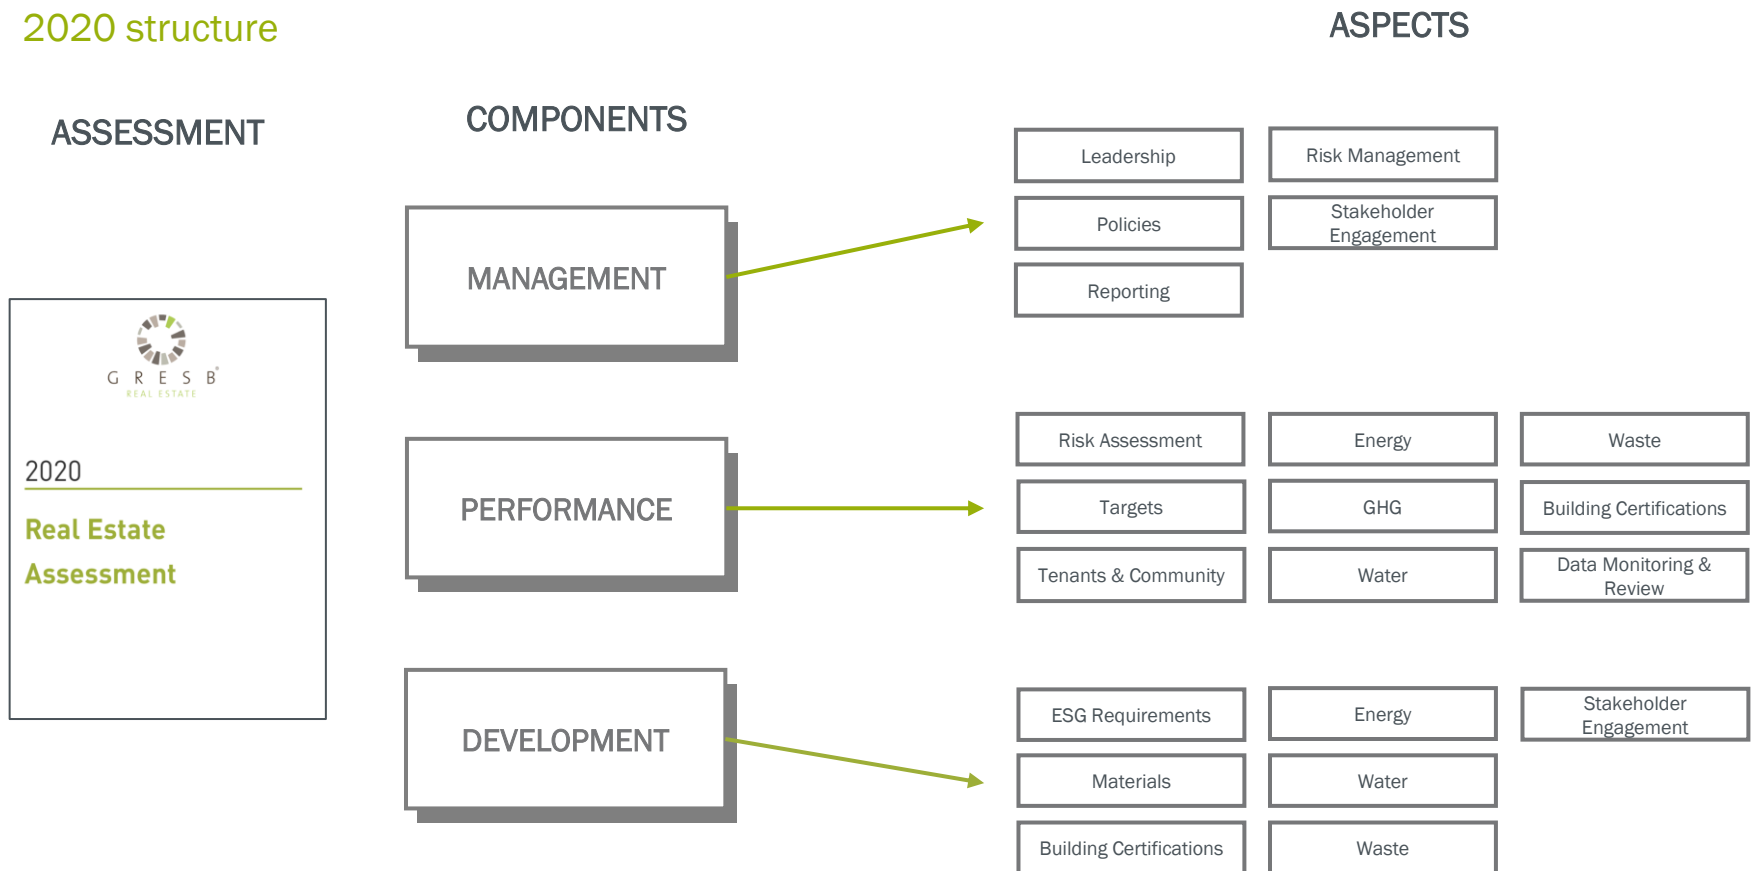 2020 structure
ASPECTS
ASSESSMENT
COMPONENTS
MANAGEMENT
Leadership
Risk Management
Policies
Stakeholder
Engagement
Reporting
G R E S B®
REAL ESTATE
2020
Real Estate
Assessment
PERFORMANCE
Risk Assessment
Energy
Waste
Targets
GHG
Building Certifications
Tenants & Community
Water
Data Monitoring &
Review
DEVELOPMENT
ESG Requirements
Energy
Stakeholder
Engagement
Materials
Water
Building Certifications
Waste